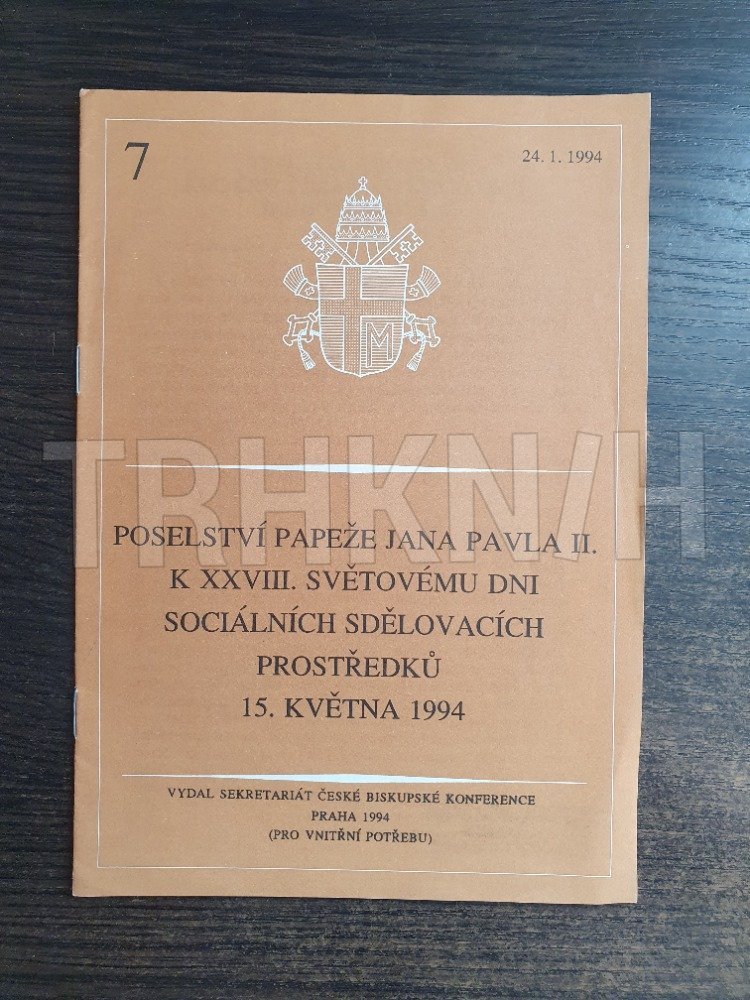 7
24. 1. 1994
M
TRHKNIH
POSELSTVÍ PAPEŽE JANA PAVLA II.
K XXVIII. SVĚTOVÉMU DNI
SOCIÁLNÍCH SDĚLOVACÍCH
PROSTŘEDKŮ
15. KVĚTNA 1994
VYDAL SEKRETARIÁT ČESKÉ BISKUPSKÉ KONFERENCE
PRAHA 1994
(PRO VNITŘNÍ POTŘEBU)